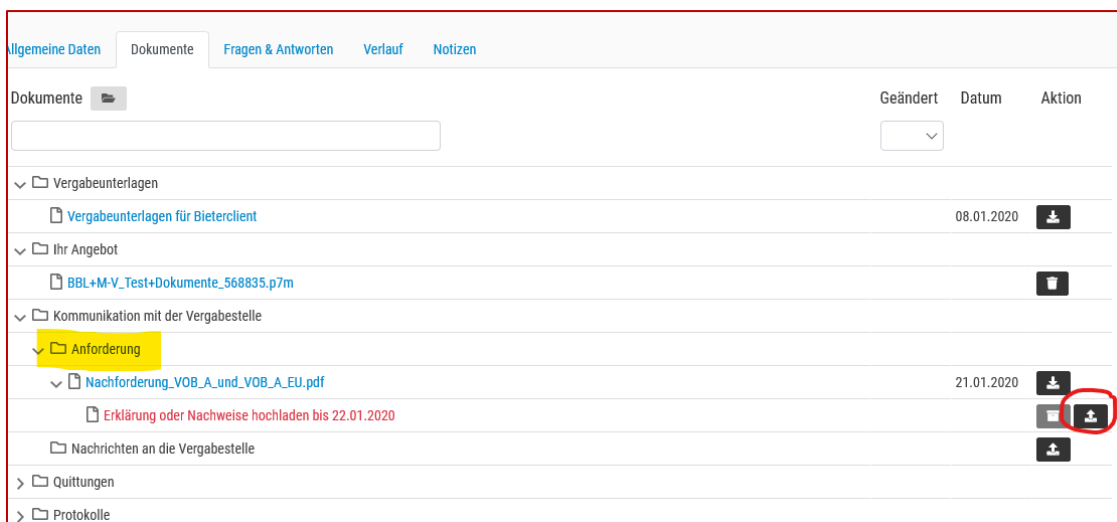 Allgemeine Daten Dokumente Fragen & Antworten Verlauf Notizen
Dokumente Geändert Datum Aktion
Vergabeunterlagen
Vergabeunterlagen für Bieterclient 08.01.2020
Ihr Angebot
BBL+M-V_Test+Dokumente_568835.p7m
Kommunikation mit der Vergabestelle
Anforderung
Nachforderung_VOB_A_und_VOB_A_EU.pdf 21.01.2020
Erklärung oder Nachweise hochladen bis 22.01.2020
Nachrichten an die Vergabestelle
Quittungen
Protokolle